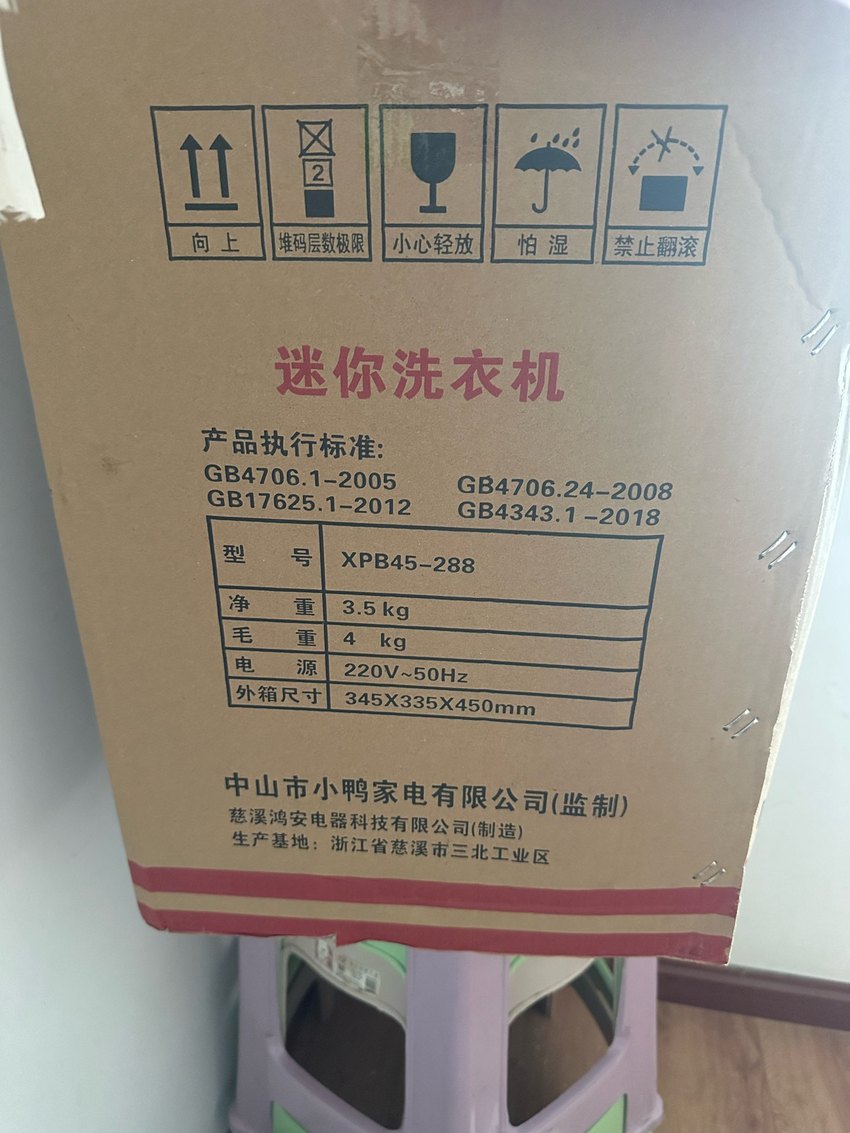 2
向上 堆码层数极限 小心轻放 怕湿 禁止翻滚
迷你洗衣机
产品执行标准:
GB4706.1-2005 GB4706.24-2008
GB17625.1-2012 GB4343.1-2018
型号 XPB45-288
净重 3.5kg
毛重 4 kg
电源 220V~50Hz
外箱尺寸 345X335X450mm
中山市小鸭家电有限公司(监制)
慈溪鸿安电器科技有限公司(制造)
生产基地：浙江省慈溪市三北工业区